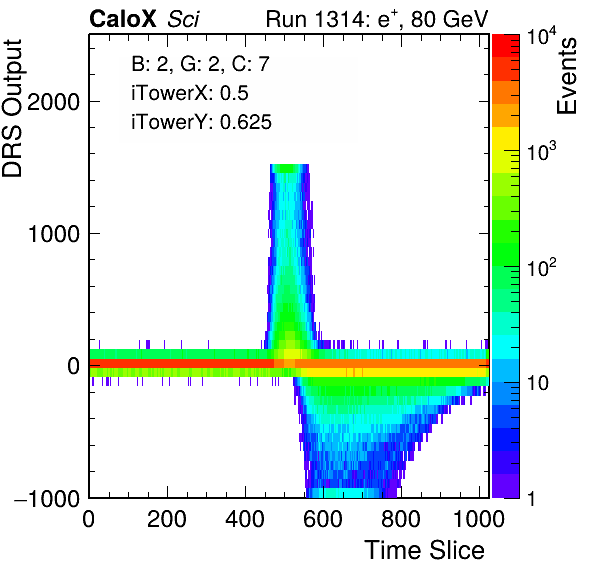 CaloX Sci Run 1314: e⁺, 80 GeV
B: 2, G: 2, C: 7
iTowerX: 0.5
iTowerY: 0.625
DRS Output
2000
1000
0
−1000
0 200 400 600 800 1000
Time Slice
Events
10⁴
10³
10²
10
1